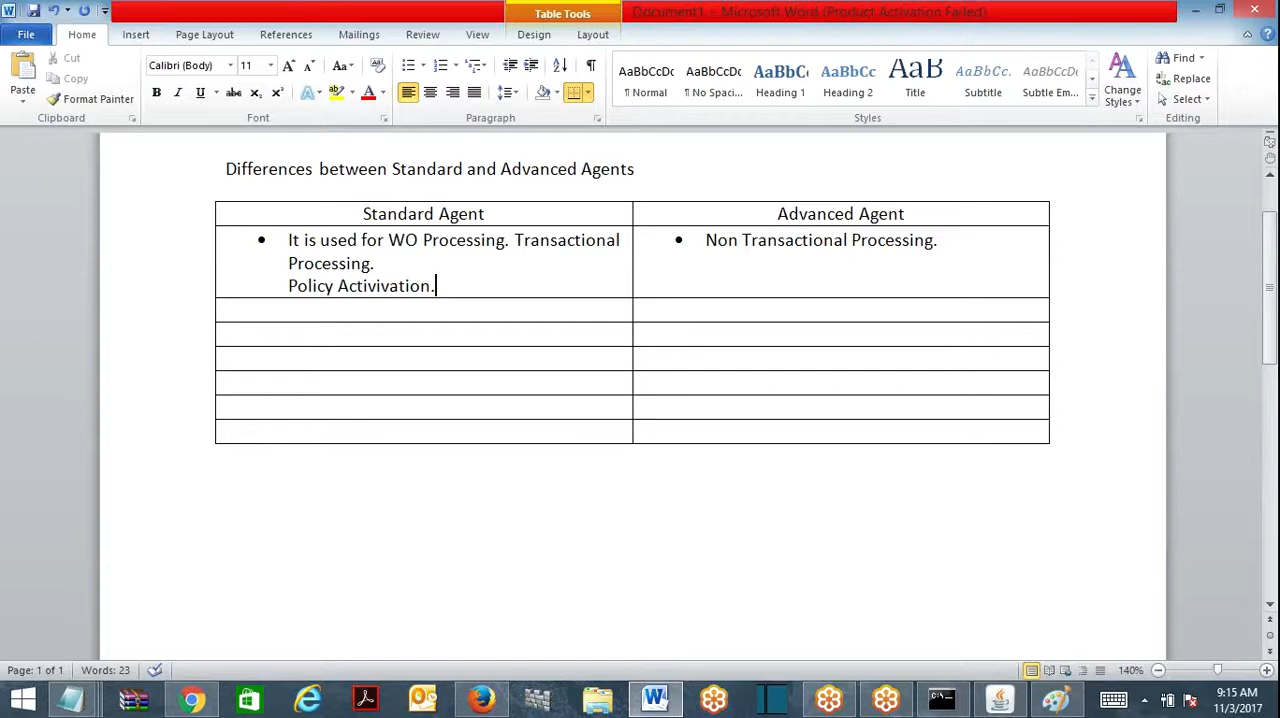 Document1 - Microsoft Word (Product Activation Failed)
Table Tools
File Home Insert Page Layout References Mailings Review View Design Layout
Paste
Cut
Copy
Format Painter
Clipboard
Calibri (Body) 11
Font
Paragraph
AaBbCcDc AaBbCcDc AaBbCc AaBbCc AaB AaBbCcDc AaBbCcDc
¶ Normal ¶ No Spaci... Heading 1 Heading 2 Title Subtitle Subtle Em...
Change
Styles
Styles
Find
Replace
Select
Editing
Differences between Standard and Advanced Agents
Standard Agent Advanced Agent
• It is used for WO Processing. Transactional
Processing.
Policy Activivation.
• Non Transactional Processing.
Page: 1 of 1 Words: 23 140%
9:15 AM
11/3/2017